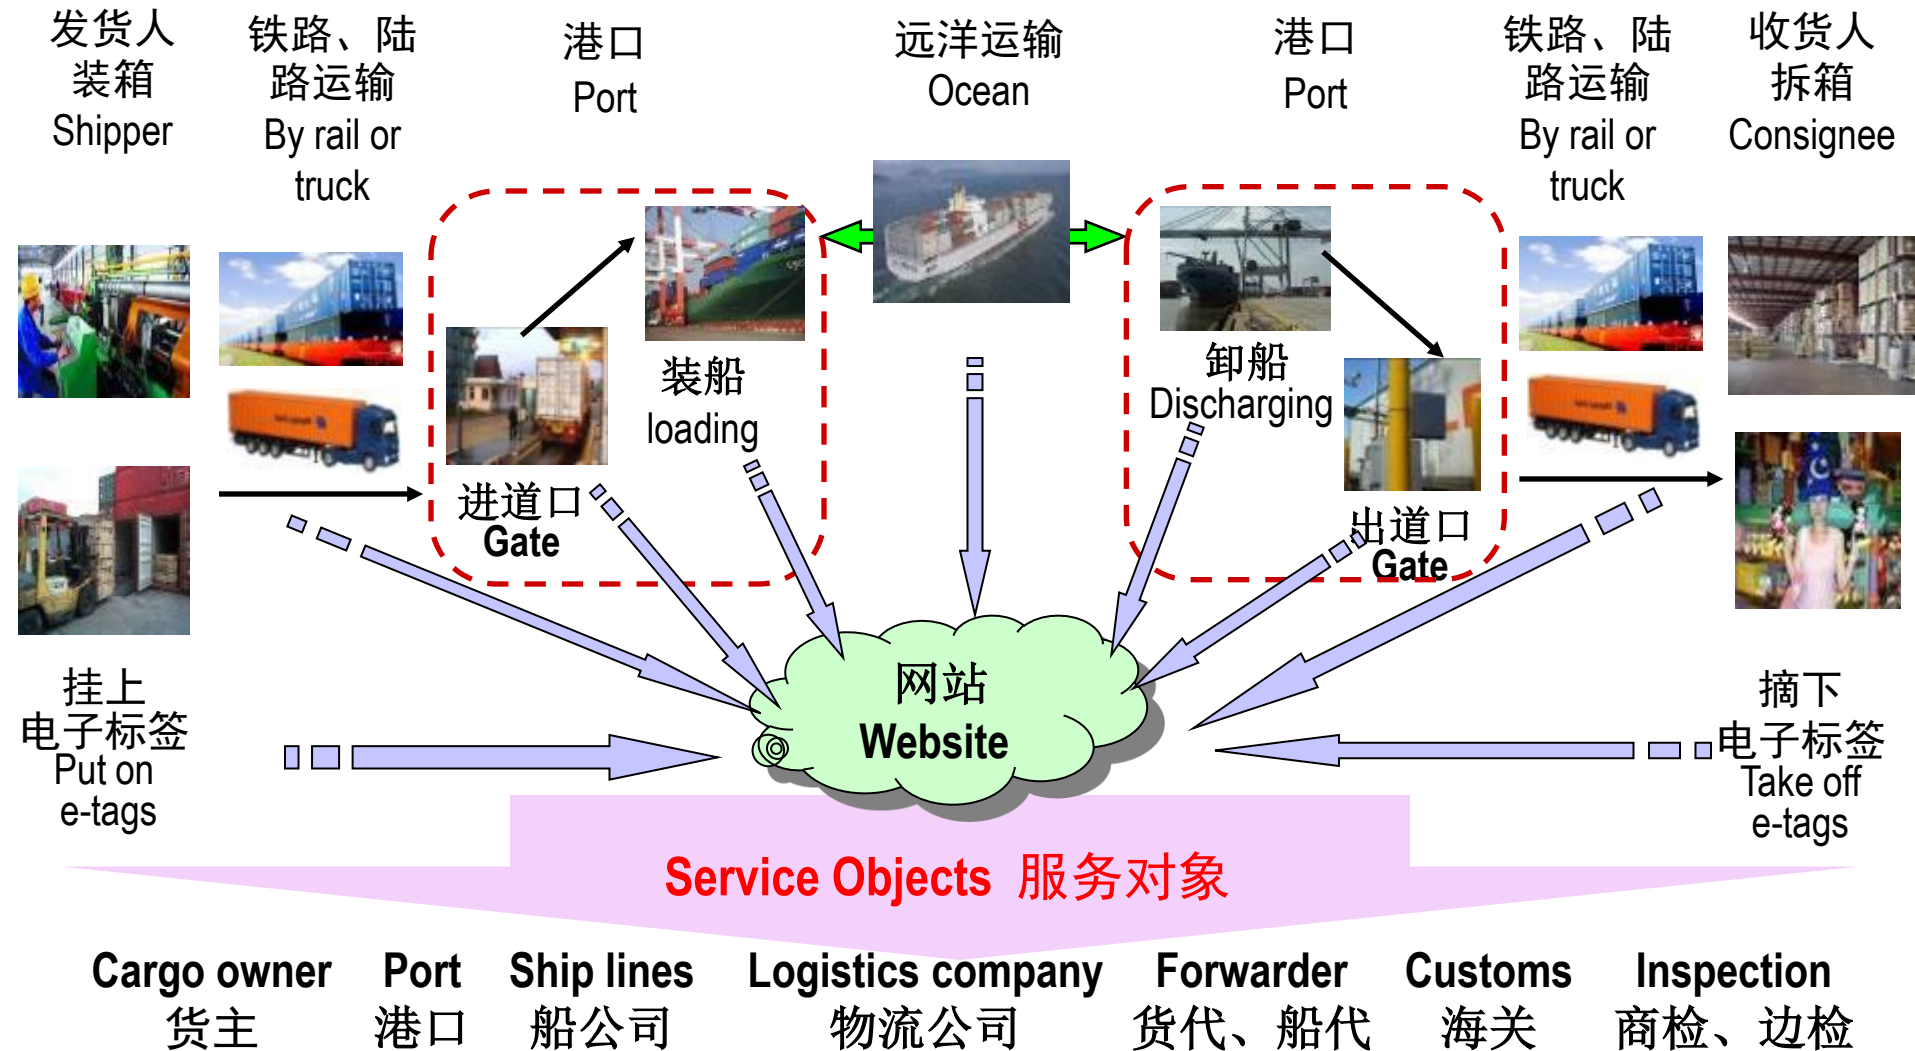 发货人
装箱
Shipper
铁路、陆
路运输
By rail or
truck
港口
Port
远洋运输
Ocean
港口
Port
铁路、陆
路运输
By rail or
truck
收货人
拆箱
Consignee
装船
loading
进道口
Gate
卸船
Discharging
出道口
Gate
挂上
电子标签
Put on
e-tags
网站
Website
摘下
电子标签
Take off
e-tags
Service Objects 服务对象
Cargo owner
货主
Port
港口
Ship lines
船公司
Logistics company
物流公司
Forwarder
货代、船代
Customs
海关
Inspection
商检、边检